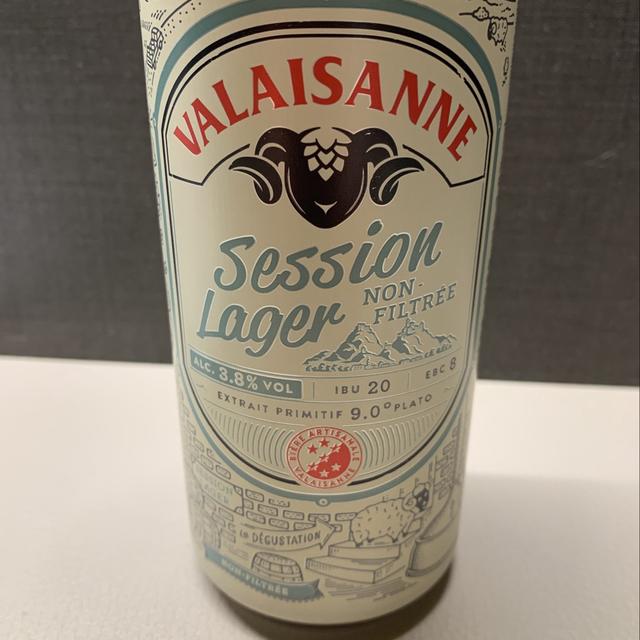 VALAISANNE
Session
Lager
NON-
FILTRÉE
ALC. 3.8% VOL
IBU 20
EBC 8
EXTRAIT PRIMITIF 9.0° PLATO
BIÈRE ARTISANALE
VALAISANNE
LA DÉGUSTATION
NON-FILTRÉE